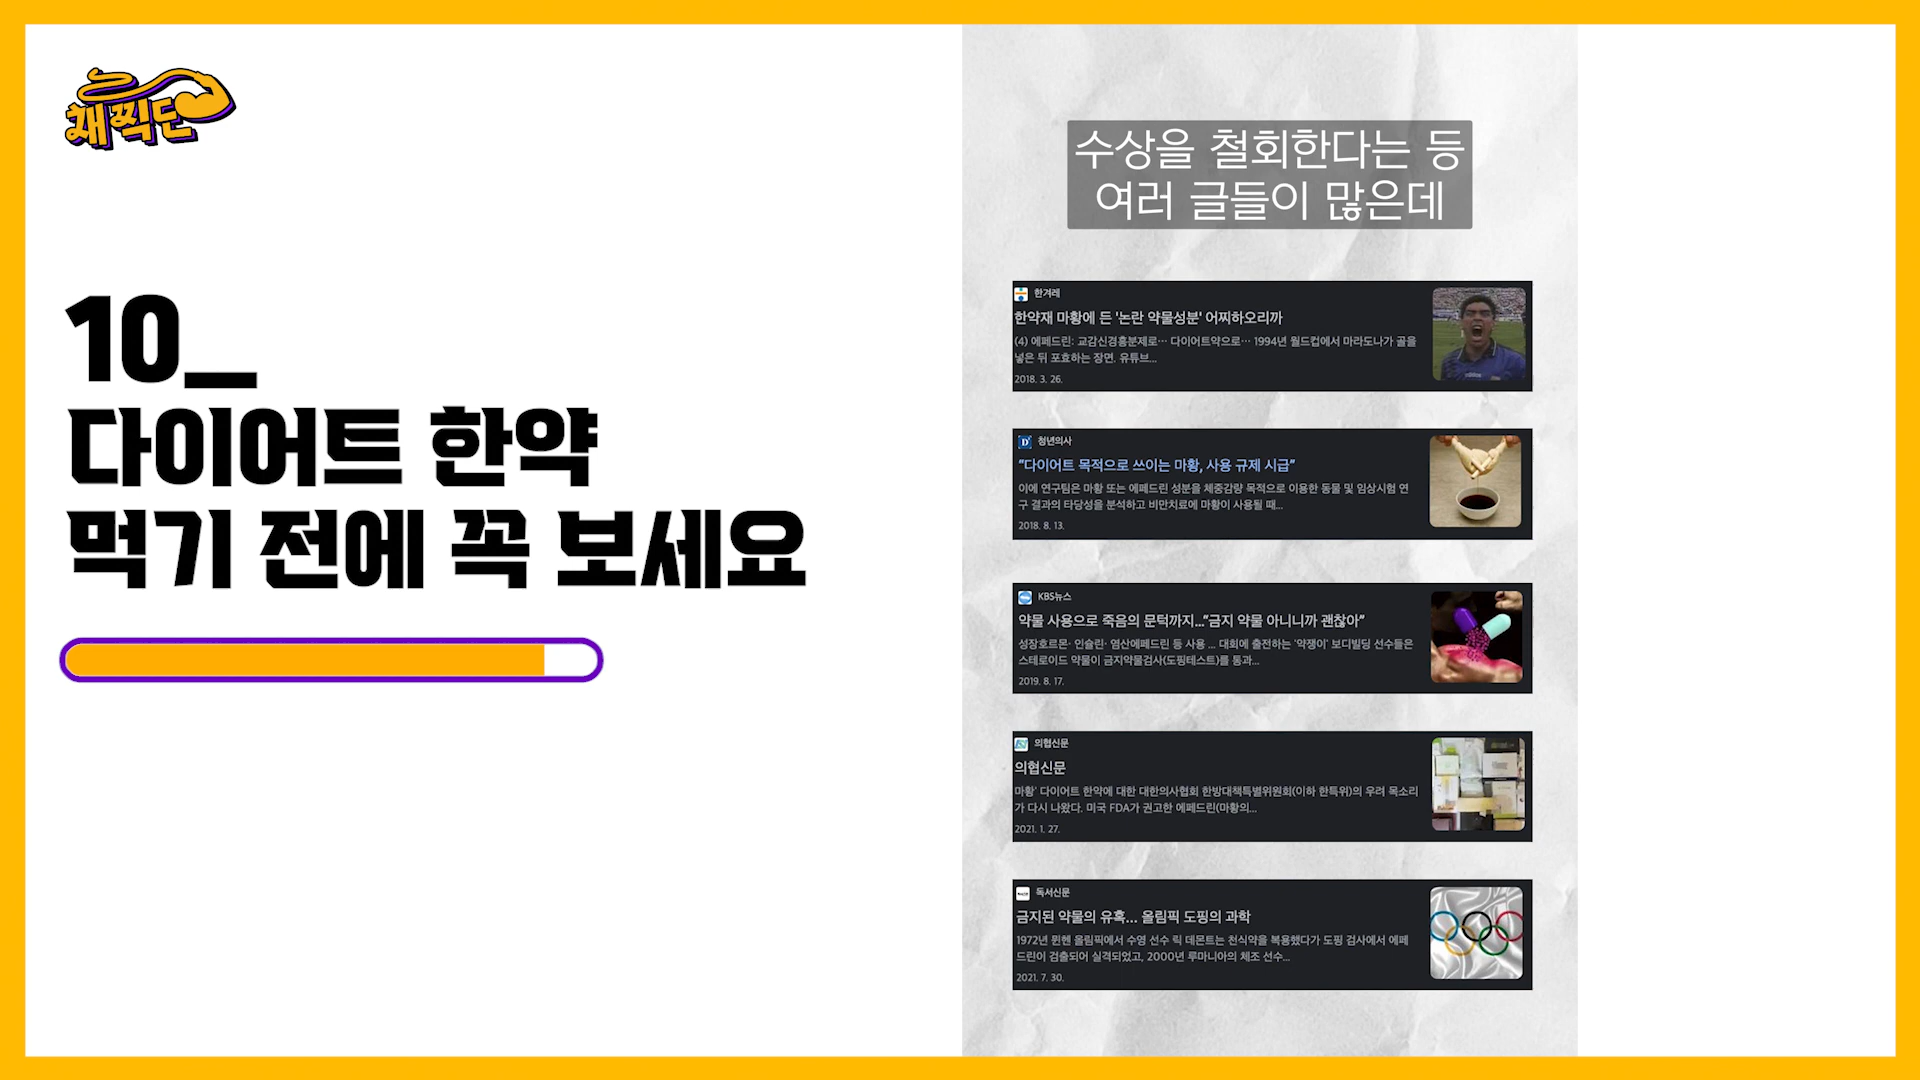 채찍단
10_
다이어트 한약
먹기 전에 꼭 보세요
수상을 철회한다는 등
여러 글들이 많은데
한겨레
한약재 마황에 든 '논란 약물성분' 어찌하오리까
(4) 에페드린: 교감신경흥분제로… 다이어트약으로… 1994년 월드컵에서 마라도나가 골을
넣은 뒤 포효하는 장면. 유튜브...
2018. 3. 26.
청년의사
“다이어트 목적으로 쓰이는 마황, 사용 규제 시급”
이에 연구팀은 마황 또는 에페드린 성분을 체중감량 목적으로 이용한 동물 및 임상시험 연
구 결과의 타당성을 분석하고 비만치료에 마황이 사용될 때...
2018. 8. 13.
KBS뉴스
약물 사용으로 죽음의 문턱까지…“금지 약물 아니니까 괜찮아”
성장호르몬· 인슐린· 염산에페드린 등 사용 ... 대회에 출전하는 '약쟁이' 보디빌딩 선수들은
스테로이드 약물이 금지약물검사(도핑테스트)를 통과...
2019. 8. 17.
의협신문
의협신문
마황' 다이어트 한약에 대한 대한의사협회 한방대책특별위원회(이하 한특위)의 우려 목소리
가 다시 나왔다. 미국 FDA가 권고한 에페드린(마황의...
2021. 1. 27.
독서신문
금지된 약물의 유혹... 올림픽 도핑의 과학
1972년 뮌헨 올림픽에서 수영 선수 릭 데몬트는 천식약을 복용했다가 도핑 검사에서 에페
드린이 검출되어 실격되었고, 2000년 루마니아의 체조 선수...
2021. 7. 30.